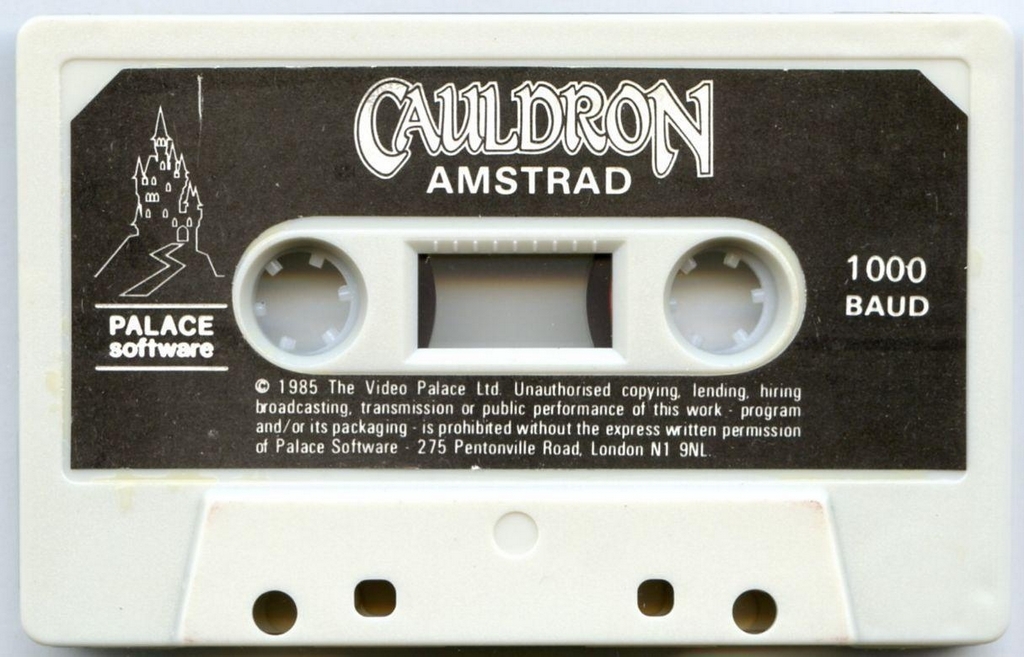 CAULDRON
AMSTRAD
1000
BAUD
PALACE
software
© 1985 The Video Palace Ltd. Unauthorised copying, lending, hiring
broadcasting, transmission or public performance of this work - program
and/or its packaging - is prohibited without the express written permission
of Palace Software - 275 Pentonville Road, London N1 9NL.